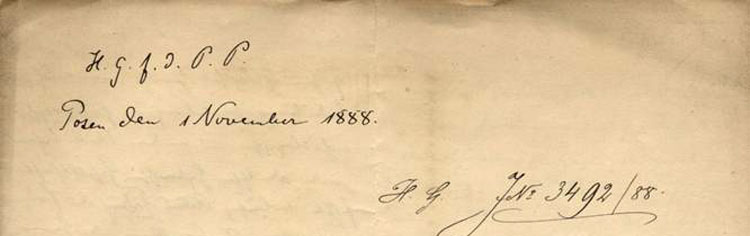 H. G. f. d. P. P.
Posen den 1 November 1888.
H. G JNo 3492/88.